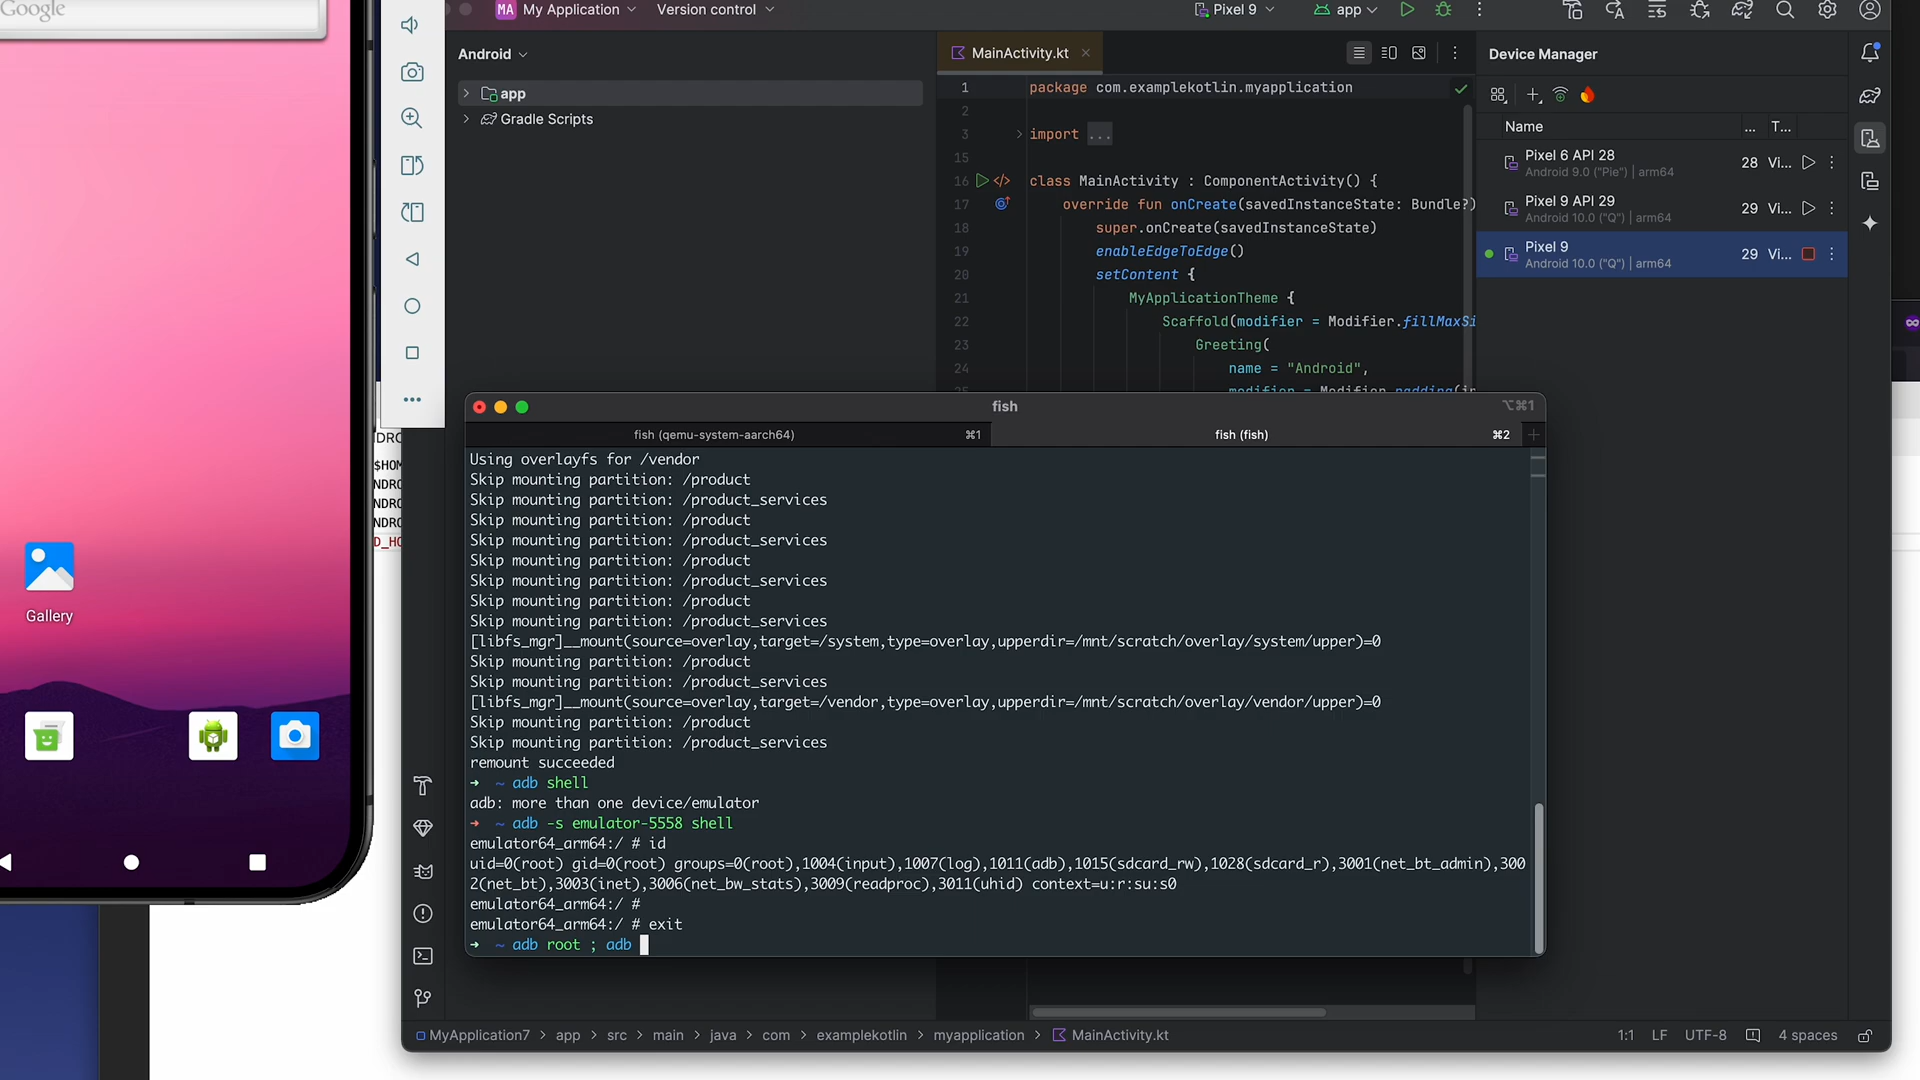 Google
Gallery
MA My Application
Version control
Pixel 9
app
Android
app
Gradle Scripts
MainActivity.kt
1 package com.examplekotlin.myapplication
2
3 import ...
15
16 class MainActivity : ComponentActivity() {
17 override fun onCreate(savedInstanceState: Bundle?)
18 super.onCreate(savedInstanceState)
19 enableEdgeToEdge()
20 setContent {
21 MyApplicationTheme {
22 Scaffold(modifier = Modifier.fillMaxSi
23 Greeting(
24 name = "Android",
Device Manager
Name ... T...
Pixel 6 API 28
Android 9.0 ("Pie") | arm64
28 Vi...
Pixel 9 API 29
Android 10.0 ("Q") | arm64
29 Vi...
Pixel 9
Android 10.0 ("Q") | arm64
29 Vi...
NDRO
$HOM
NDRO
NDRO
NDRO
D_HO
fish
⌥⌘1
fish (qemu-system-aarch64) ⌘1
fish (fish) ⌘2
Using overlayfs for /vendor
Skip mounting partition: /product
Skip mounting partition: /product_services
Skip mounting partition: /product
Skip mounting partition: /product_services
Skip mounting partition: /product
Skip mounting partition: /product_services
Skip mounting partition: /product
Skip mounting partition: /product_services
[libfs_mgr]__mount(source=overlay,target=/system,type=overlay,upperdir=/mnt/scratch/overlay/system/upper)=0
Skip mounting partition: /product
Skip mounting partition: /product_services
[libfs_mgr]__mount(source=overlay,target=/vendor,type=overlay,upperdir=/mnt/scratch/overlay/vendor/upper)=0
Skip mounting partition: /product
Skip mounting partition: /product_services
remount succeeded
➜ ~ adb shell
adb: more than one device/emulator
➜ ~ adb -s emulator-5558 shell
emulator64_arm64:/ # id
uid=0(root) gid=0(root) groups=0(root),1004(input),1007(log),1011(adb),1015(sdcard_rw),1028(sdcard_r),3001(net_bt_admin),300
2(net_bt),3003(inet),3006(net_bw_stats),3009(readproc),3011(uhid) context=u:r:su:s0
emulator64_arm64:/ #
emulator64_arm64:/ # exit
➜ ~ adb root ; adb
MyApplication7 > app > src > main > java > com > examplekotlin > myapplication > MainActivity.kt
1:1 LF UTF-8 4 spaces